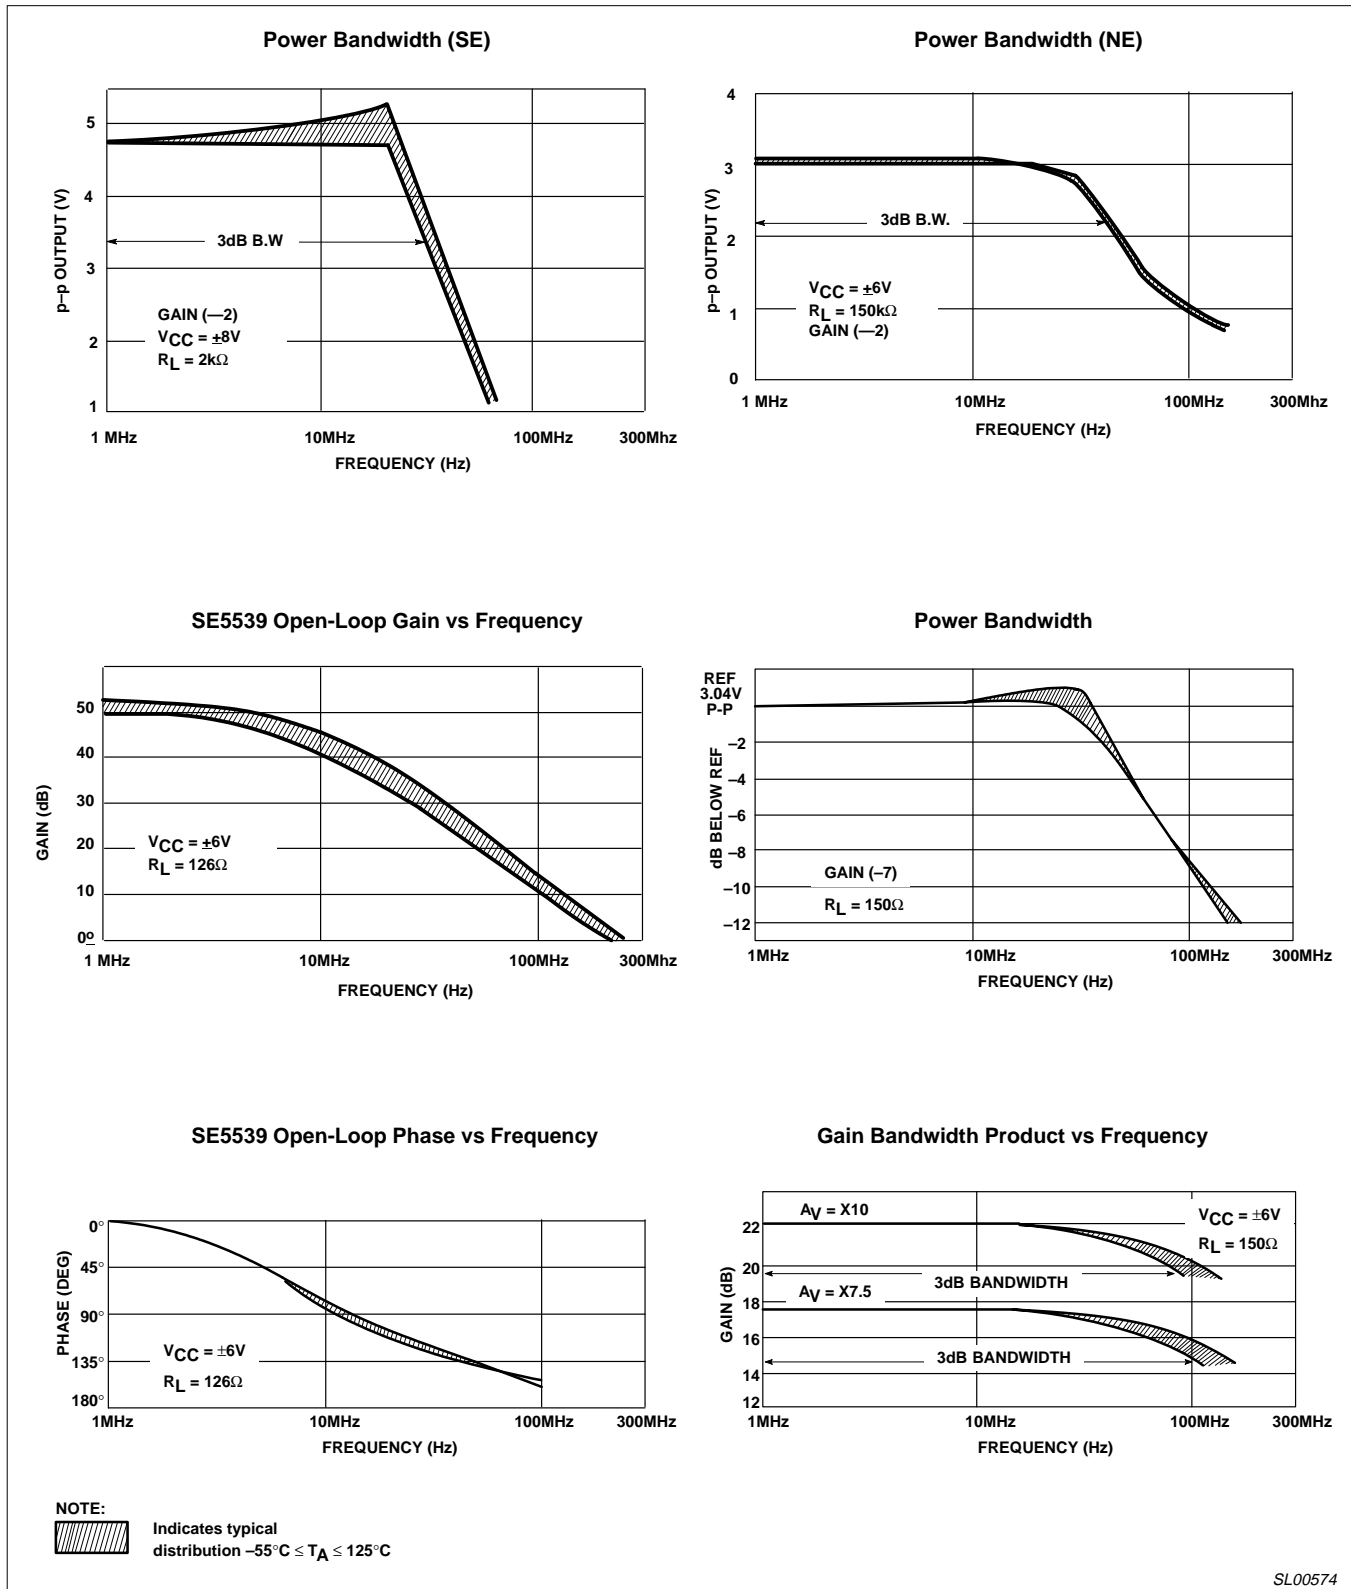 Power Bandwidth (SE)
p–p OUTPUT (V)
5
4
3
2
1
3dB B.W
GAIN (—2)
VCC = ±8V
RL = 2kΩ
1 MHz 10MHz 100MHz 300Mhz
FREQUENCY (Hz)
Power Bandwidth (NE)
p–p OUTPUT (V)
4
3
2
1
0
3dB B.W.
VCC = ±6V
RL = 150kΩ
GAIN (—2)
1 MHz 10MHz 100MHz 300Mhz
FREQUENCY (Hz)
SE5539 Open-Loop Gain vs Frequency
GAIN (dB)
50
40
30
20
10
0º
VCC = ±6V
RL = 126Ω
1 MHz 10MHz 100MHz 300Mhz
FREQUENCY (HZ)
Power Bandwidth
REF
3.04V
P-P
dB BELOW REF
–2
–4
–6
–8
–10
–12
GAIN (–7)
RL = 150Ω
1MHz 10MHz 100MHz 300MHz
FREQUENCY (Hz)
SE5539 Open-Loop Phase vs Frequency
PHASE (DEG)
0°
45°
90°
135°
180°
VCC = ±6V
RL = 126Ω
1MHz 10MHz 100MHz 300MHz
FREQUENCY (Hz)
Gain Bandwidth Product vs Frequency
GAIN (dB)
22
20
18
16
14
12
AV = X10
VCC = ±6V
RL = 150Ω
3dB BANDWIDTH
AV = X7.5
3dB BANDWIDTH
1MHz 10MHz 100MHz 300MHz
FREQUENCY (Hz)
NOTE:
Indicates typical
distribution –55°C ≤ TA ≤ 125°C
SL00574